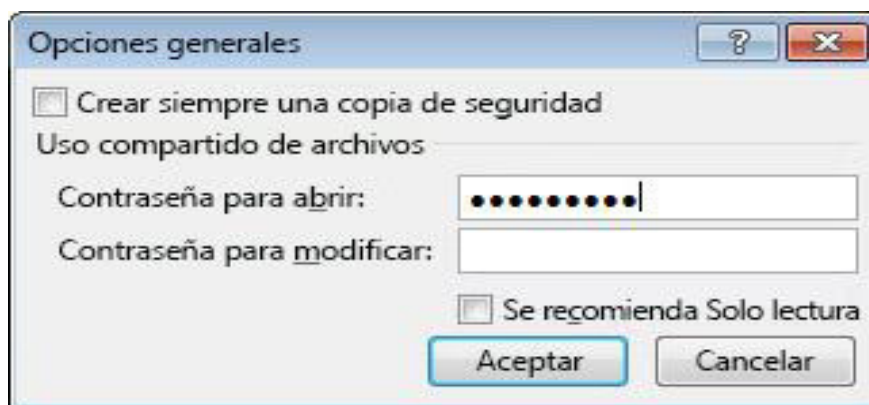 Opciones generales
Crear siempre una copia de seguridad
Uso compartido de archivos
Contraseña para abrir: •••••••••
Contraseña para modificar:
Se recomienda Solo lectura
Aceptar Cancelar